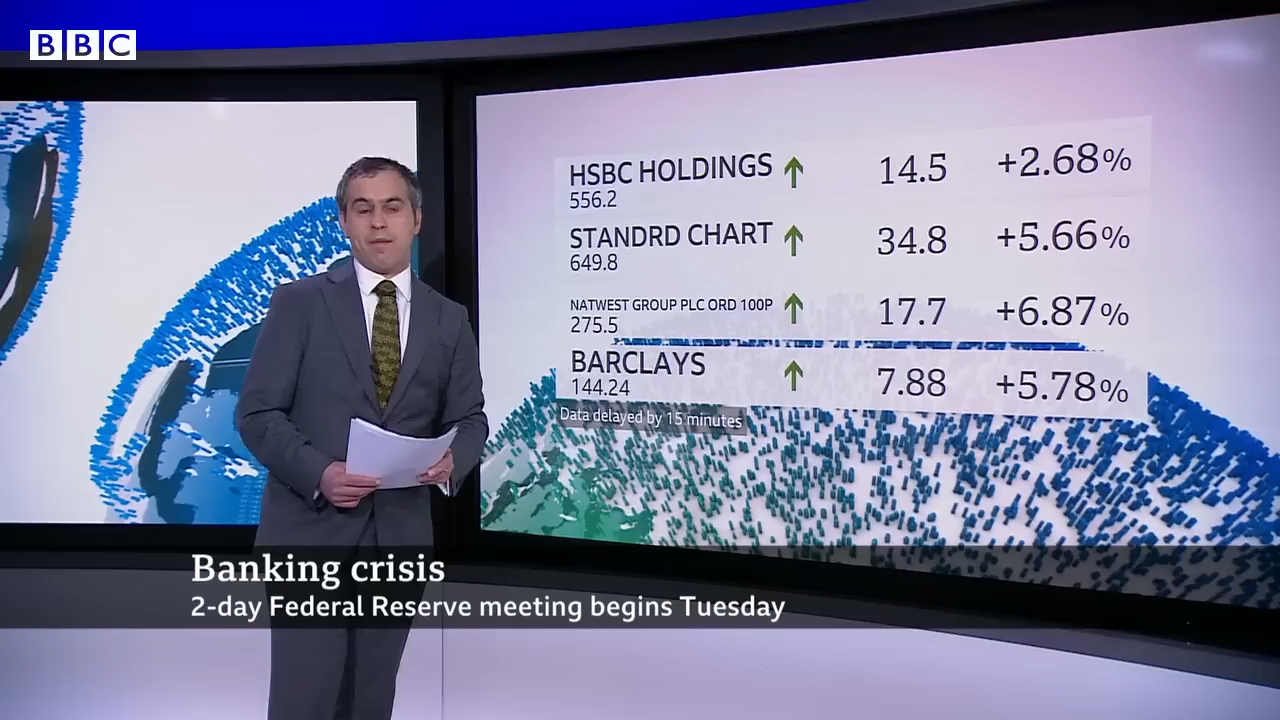 BBC
HSBC HOLDINGS ↑ 14.5 +2.68%
556.2
STANDRD CHART ↑ 34.8 +5.66%
649.8
NATWEST GROUP PLC ORD 100P ↑ 17.7 +6.87%
275.5
BARCLAYS ↑ 7.88 +5.78%
144.24
Data delayed by 15 minutes
Banking crisis
2-day Federal Reserve meeting begins Tuesday